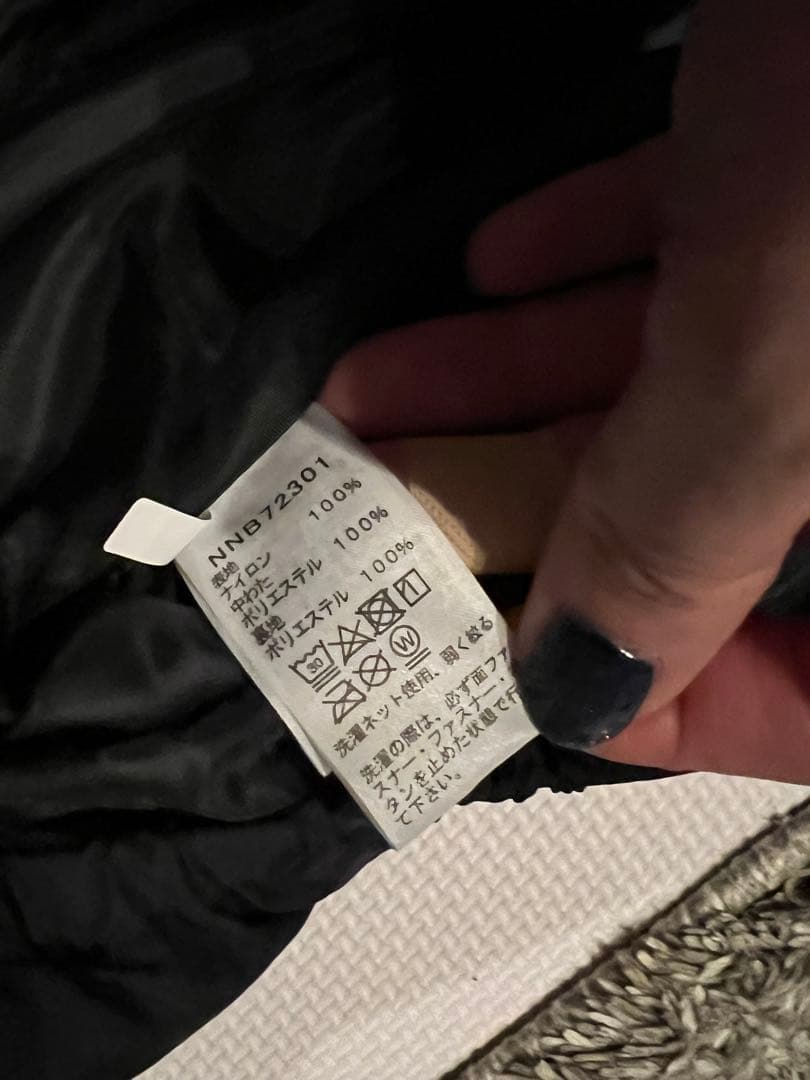 NNB72301
表地
ナイロン 100%
中わた
ポリエステル 100%
裏地
ポリエステル 100%
30
W
洗濯ネット使用、弱く絞る
洗濯の際は、必ず面ファ
スナー・ファスナー・
タンを止めた状態で行
て下さい。